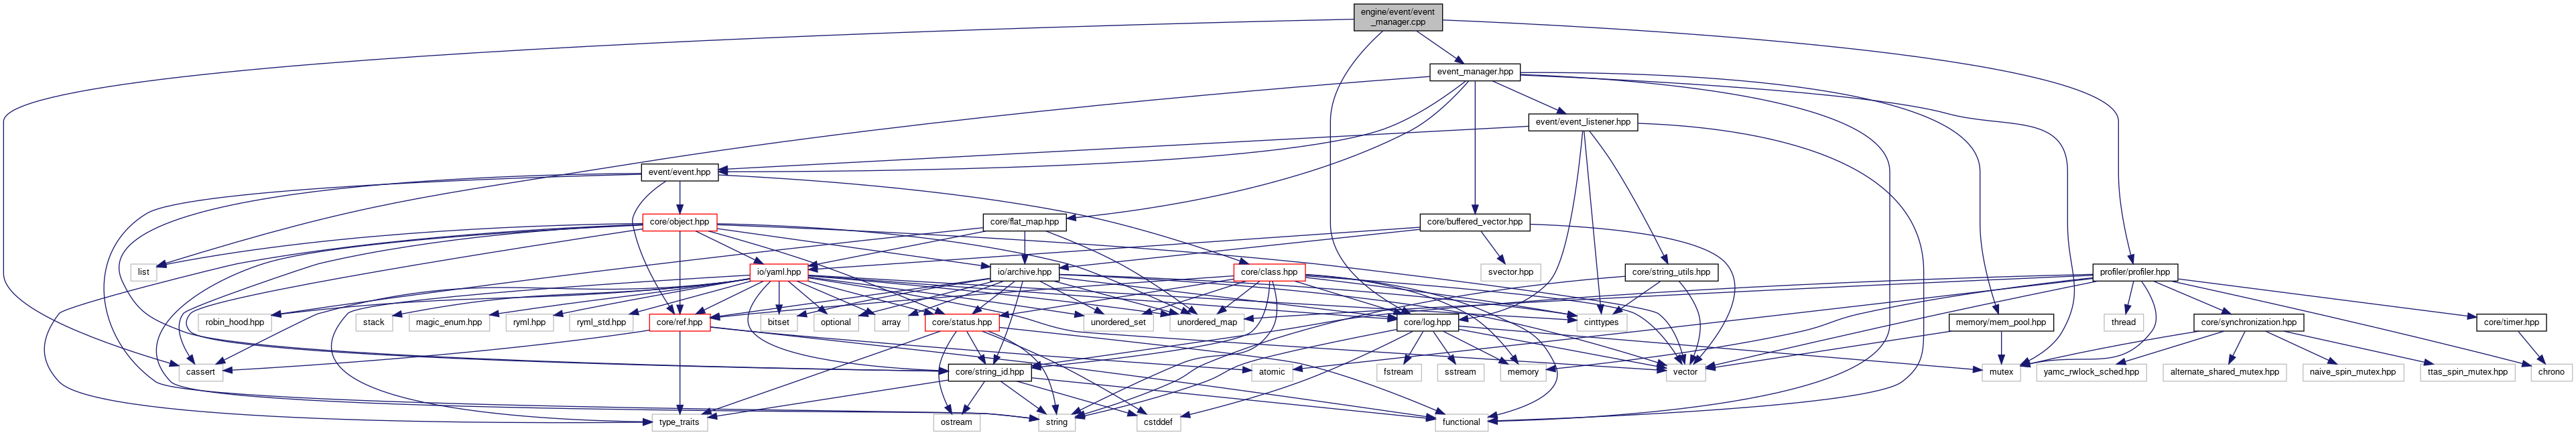 engine/event/event
_manager.cpp
event_manager.hpp
event/event_listener.hpp
event/event.hpp
core/object.hpp
core/flat_map.hpp
core/buffered_vector.hpp
list
io/yaml.hpp
io/archive.hpp
core/class.hpp
svector.hpp
core/string_utils.hpp
profiler/profiler.hpp
robin_hood.hpp
stack
magic_enum.hpp
ryml.hpp
ryml_std.hpp
core/ref.hpp
bitset
optional
array
core/status.hpp
unordered_set
unordered_map
core/log.hpp
cinttypes
memory/mem_pool.hpp
thread
core/synchronization.hpp
core/timer.hpp
cassert
core/string_id.hpp
atomic
fstream
sstream
memory
vector
mutex
yamc_rwlock_sched.hpp
alternate_shared_mutex.hpp
naive_spin_mutex.hpp
ttas_spin_mutex.hpp
chrono
type_traits
ostream
string
cstddef
functional